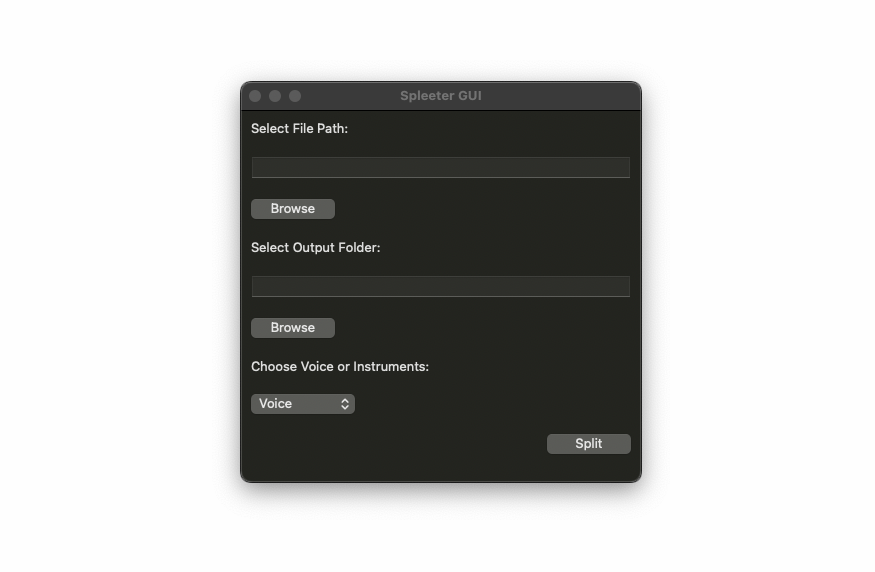 Spleeter GUI
Select File Path:
Browse
Select Output Folder:
Browse
Choose Voice or Instruments:
Voice
Split